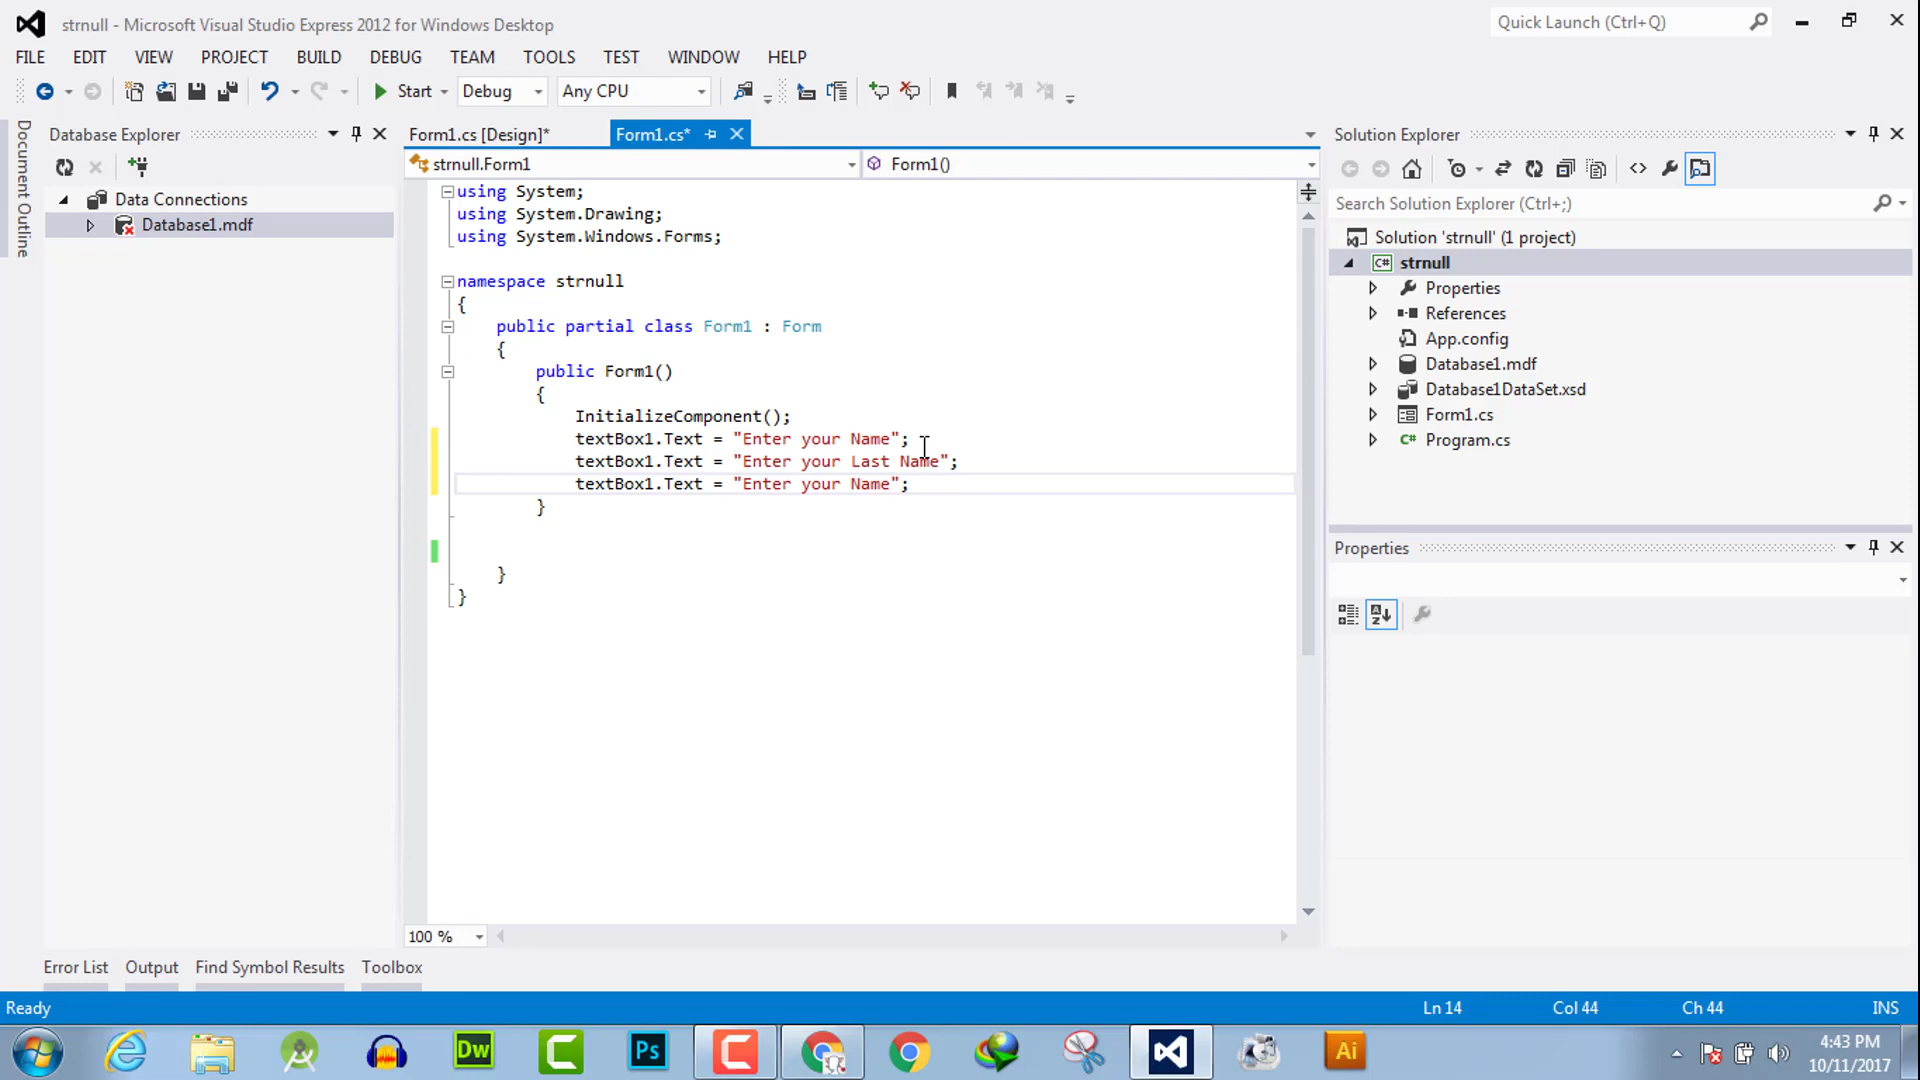 strnull - Microsoft Visual Studio Express 2012 for Windows Desktop
Quick Launch (Ctrl+Q)
FILE EDIT VIEW PROJECT BUILD DEBUG TEAM TOOLS TEST WINDOW HELP
Start Debug Any CPU
Document Outline
Database Explorer
Data Connections
Database1.mdf
Form1.cs [Design]* Form1.cs*
strnull.Form1 Form1()
using System;
using System.Drawing;
using System.Windows.Forms;
namespace strnull
{
public partial class Form1 : Form
{
public Form1()
{
InitializeComponent();
textBox1.Text = "Enter your Name";
textBox1.Text = "Enter your Last Name";
textBox1.Text = "Enter your Name";
}
}
}
100 %
Solution Explorer
Search Solution Explorer (Ctrl+;)
Solution 'strnull' (1 project)
C# strnull
Properties
References
App.config
Database1.mdf
Database1DataSet.xsd
Form1.cs
C# Program.cs
Properties
Error List Output Find Symbol Results Toolbox
Ready Ln 14 Col 44 Ch 44 INS
Dw Ps Ai
4:43 PM
10/11/2017